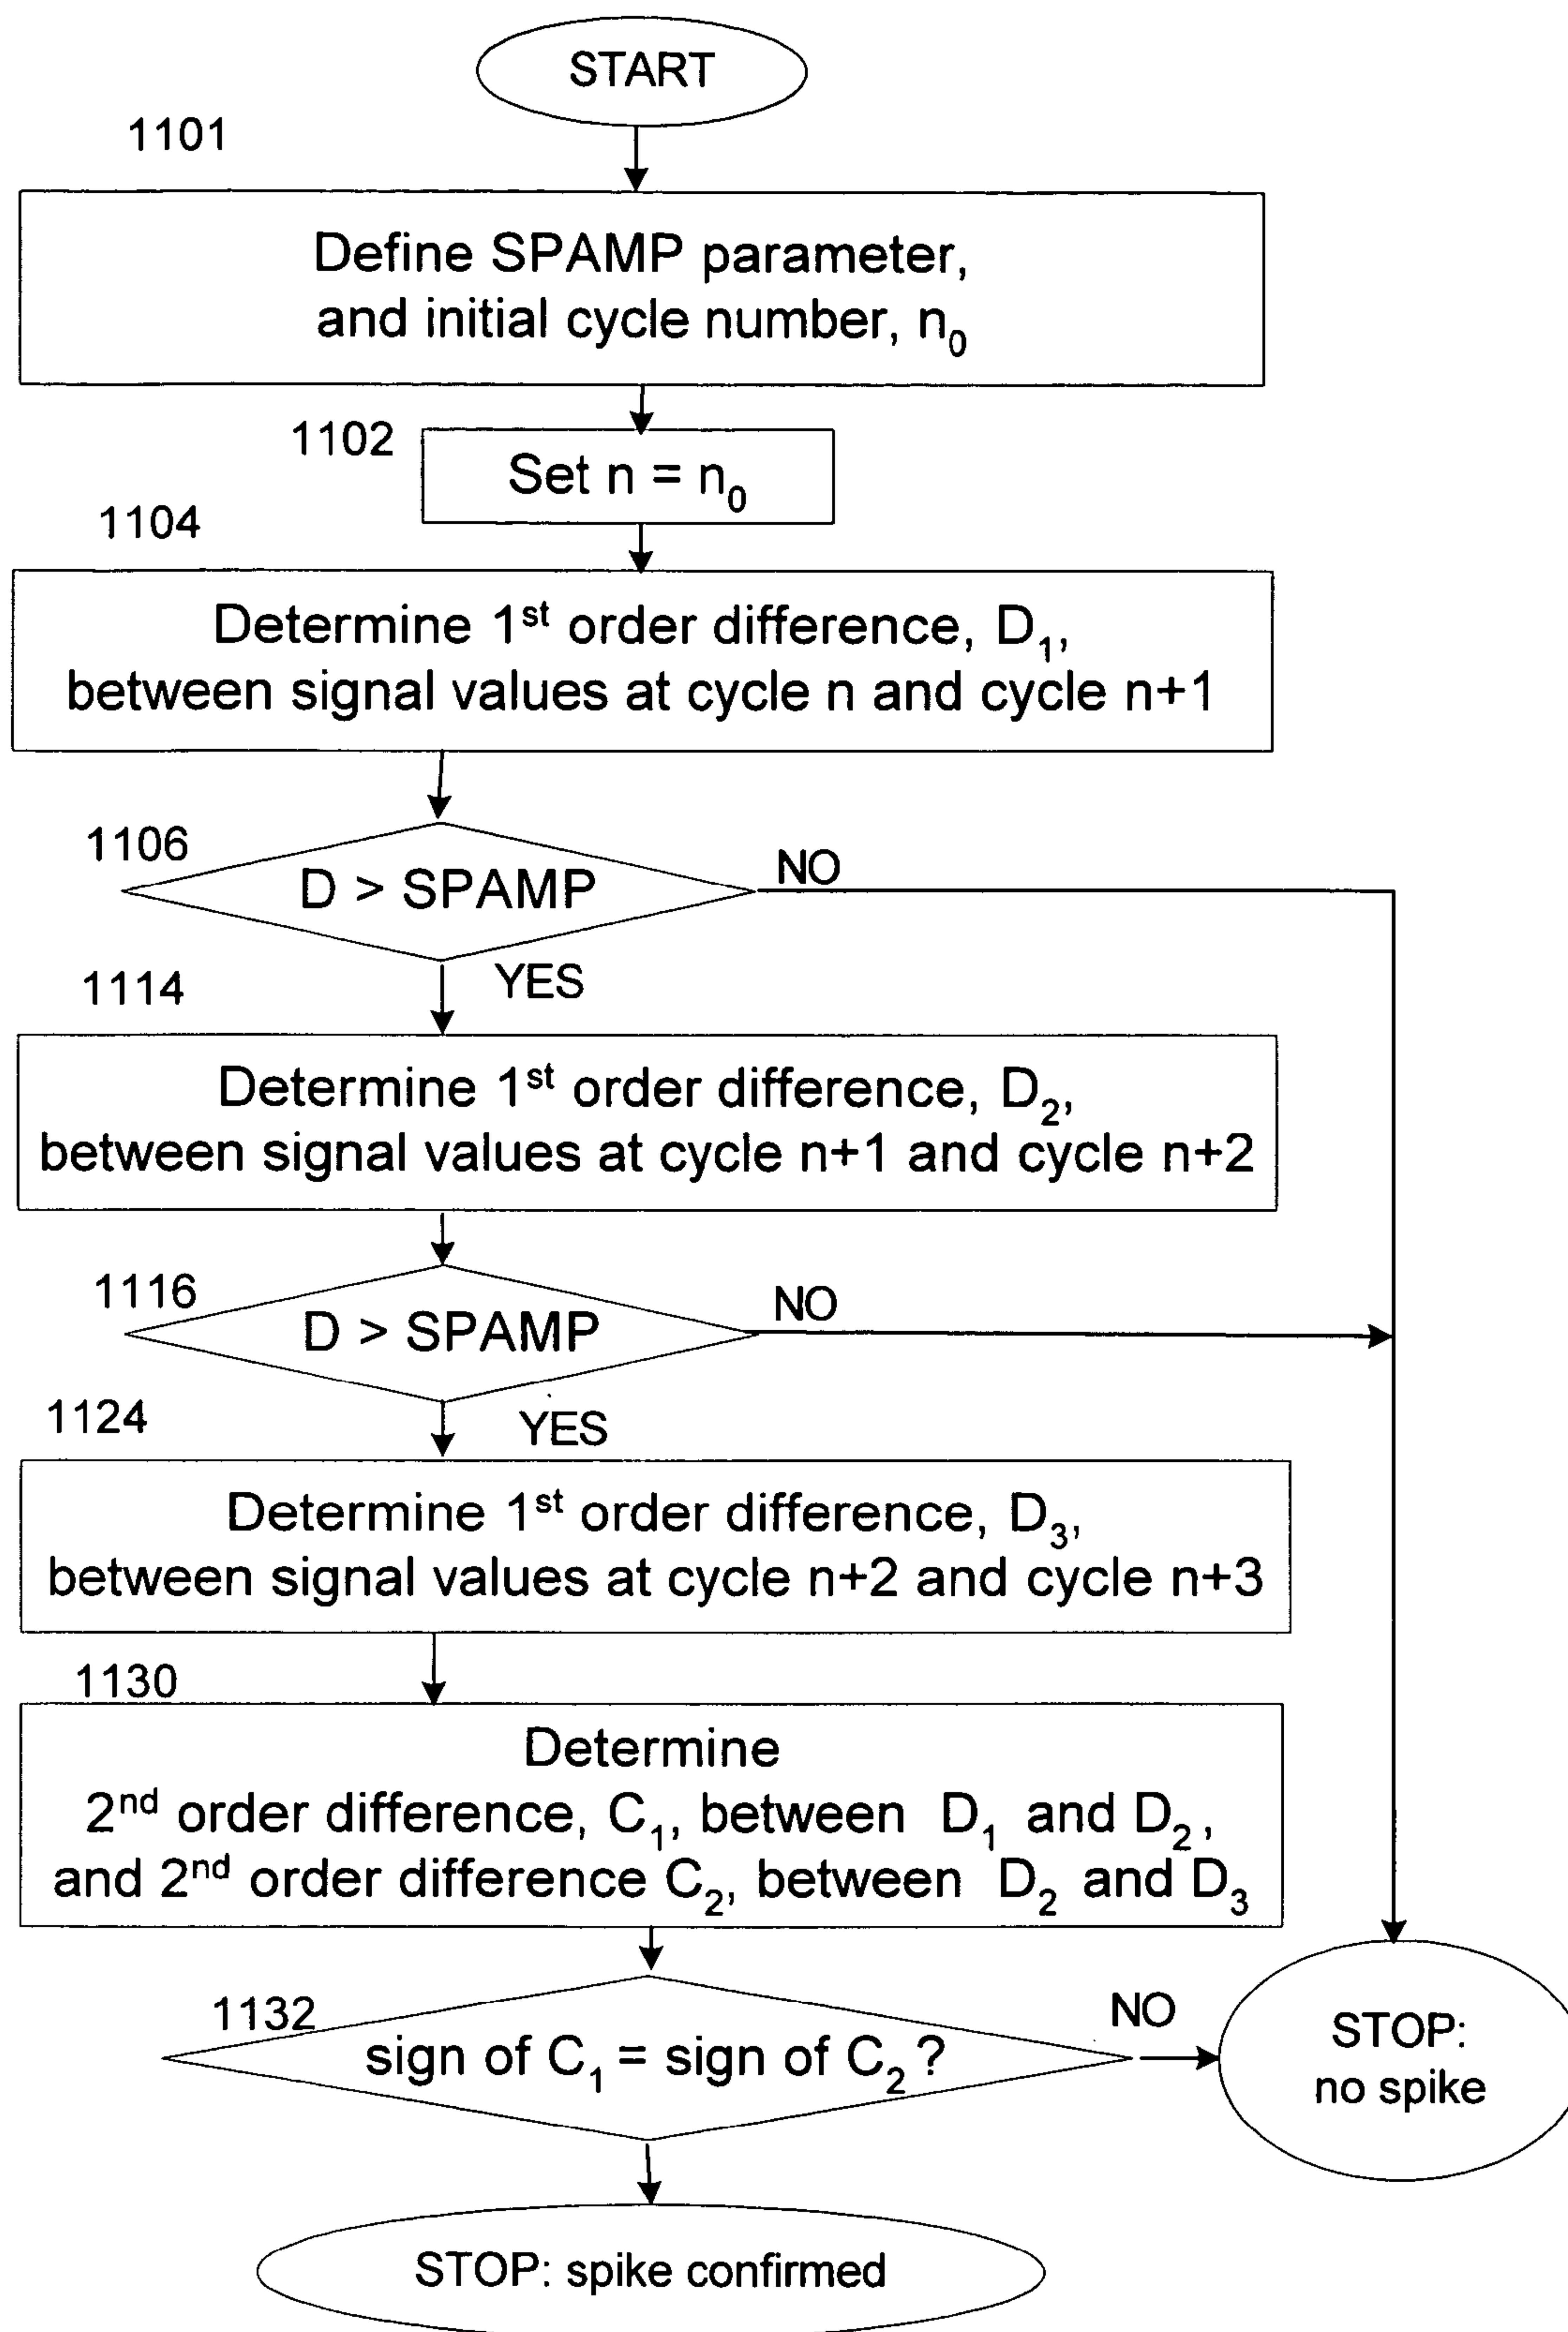 START
1101
Define SPAMP parameter,
and initial cycle number, n₀
1102
Set n = n₀
1104
Determine 1ˢᵗ order difference, D₁,
between signal values at cycle n and cycle n+1
1106
D > SPAMP
NO
YES
1114
Determine 1ˢᵗ order difference, D₂,
between signal values at cycle n+1 and cycle n+2
1116
D > SPAMP
NO
YES
1124
Determine 1ˢᵗ order difference, D₃,
between signal values at cycle n+2 and cycle n+3
1130
Determine
2ⁿᵈ order difference, C₁, between D₁ and D₂,
and 2ⁿᵈ order difference C₂, between D₂ and D₃
1132
sign of C₁ = sign of C₂ ?
NO
STOP:
no spike
STOP: spike confirmed